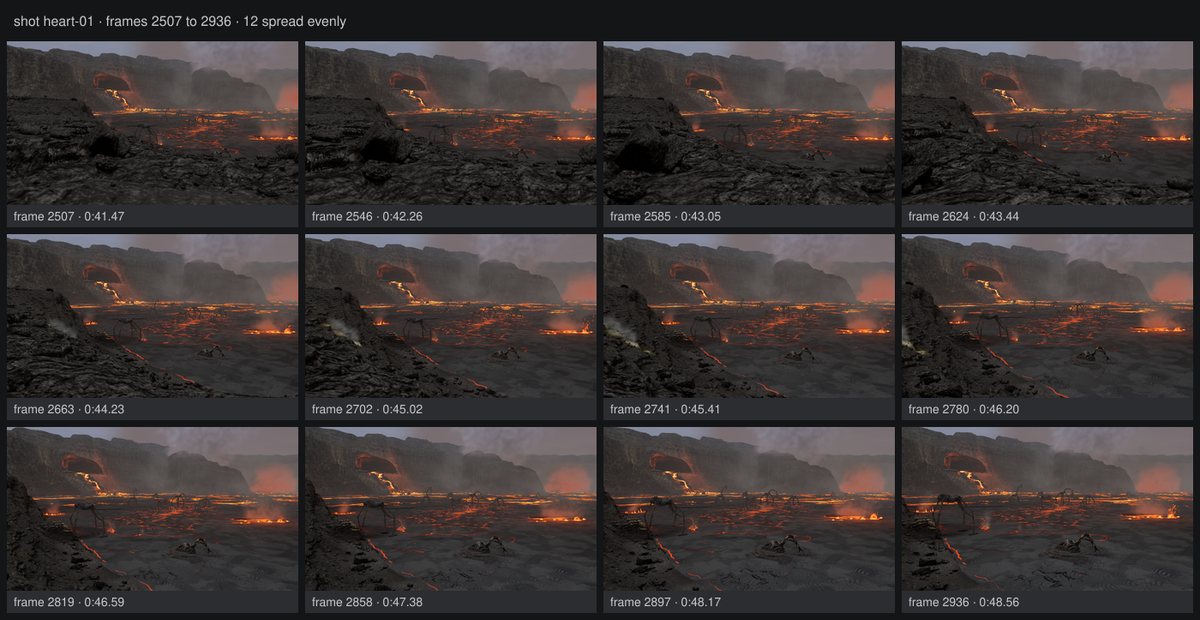 shot heart-01 · frames 2507 to 2936 · 12 spread evenly
frame 2507 · 0:41.47
frame 2546 · 0:42.26
frame 2585 · 0:43.05
frame 2624 · 0:43.44
frame 2663 · 0:44.23
frame 2702 · 0:45.02
frame 2741 · 0:45.41
frame 2780 · 0:46.20
frame 2819 · 0:46.59
frame 2858 · 0:47.38
frame 2897 · 0:48.17
frame 2936 · 0:48.56